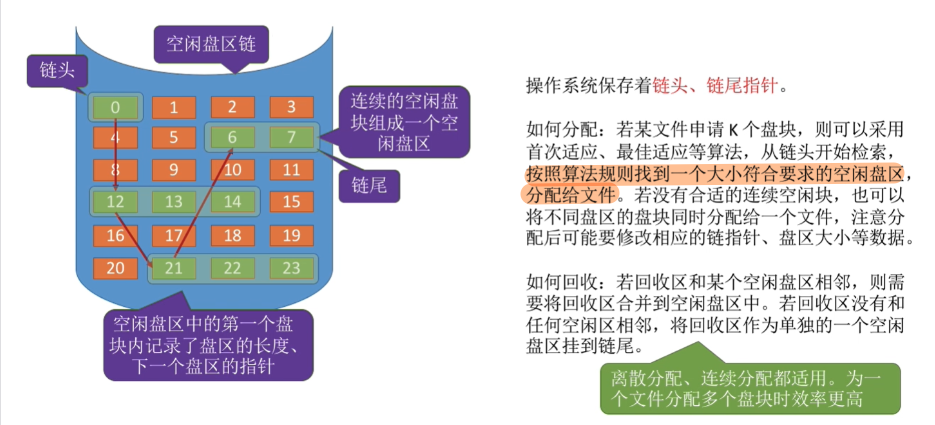 空闲盘区链
链头
0 1 2 3
4 5 6 7
8 9 10 11
12 13 14 15
16 17 18 19
20 21 22 23
连续的空闲盘
块组成一个空
闲盘区
链尾
空闲盘区中的第一个盘
块内记录了盘区的长度、
下一个盘区的指针
操作系统保存着链头、链尾指针。
如何分配：若某文件申请 K 个盘块，则可以采用
首次适应、最佳适应等算法，从链头开始检索，
按照算法规则找到一个大小符合要求的空闲盘区，
分配给文件。若没有合适的连续空闲块，也可以
将不同盘区的盘块同时分配给一个文件，注意分
配后可能要修改相应的链指针、盘区大小等数据。
如何回收：若回收区和某个空闲盘区相邻，则需
要将回收区合并到空闲盘区中。若回收区没有和
任何空闲区相邻，将回收区作为单独的一个空闲
盘区挂到链尾。
离散分配、连续分配都适用。为一
个文件分配多个盘块时效率更高